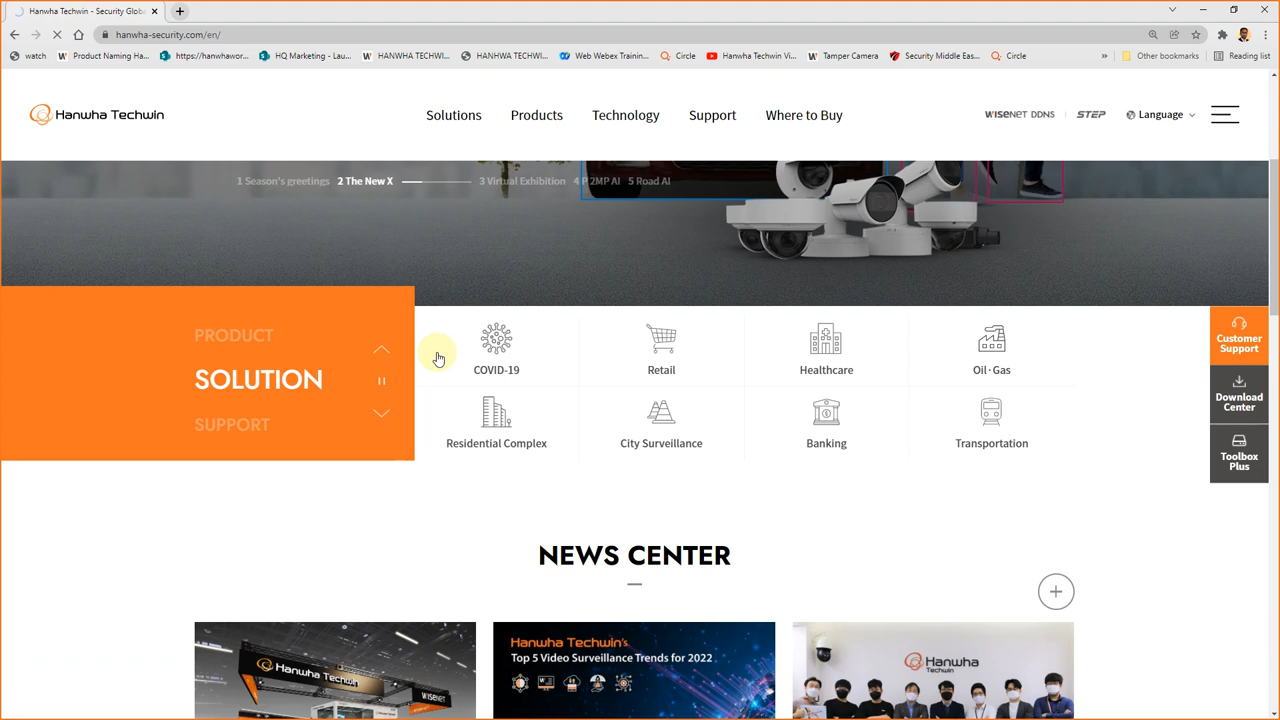 Hanwha Techwin - Security Globa
hanwha-security.com/en/
watch
Product Naming Ha...
https://hanwhawor...
HQ Marketing - Lau...
HANWHA TECHWI...
HANHWA TECHWI...
Web Webex Trainin...
Circle
Hanwha Techwin Vi...
Tamper Camera
Security Middle Eas...
Circle
»
Other bookmarks
Reading list
Hanwha Techwin
Solutions
Products
Technology
Support
Where to Buy
WISENET DDNS
STEP
Language
1 Season's greetings
2 The New X
3 Virtual Exhibition
5 Road AI
PRODUCT
SOLUTION
SUPPORT
COVID-19
Retail
Healthcare
Oil·Gas
Residential Complex
City Surveillance
Banking
Transportation
Customer
Support
Download
Center
Toolbox
Plus
NEWS CENTER
Hanwha Techwin
WISENET
Hanwha Techwin's
Top 5 Video Surveillance Trends for 2022
Hanwha
Techwin